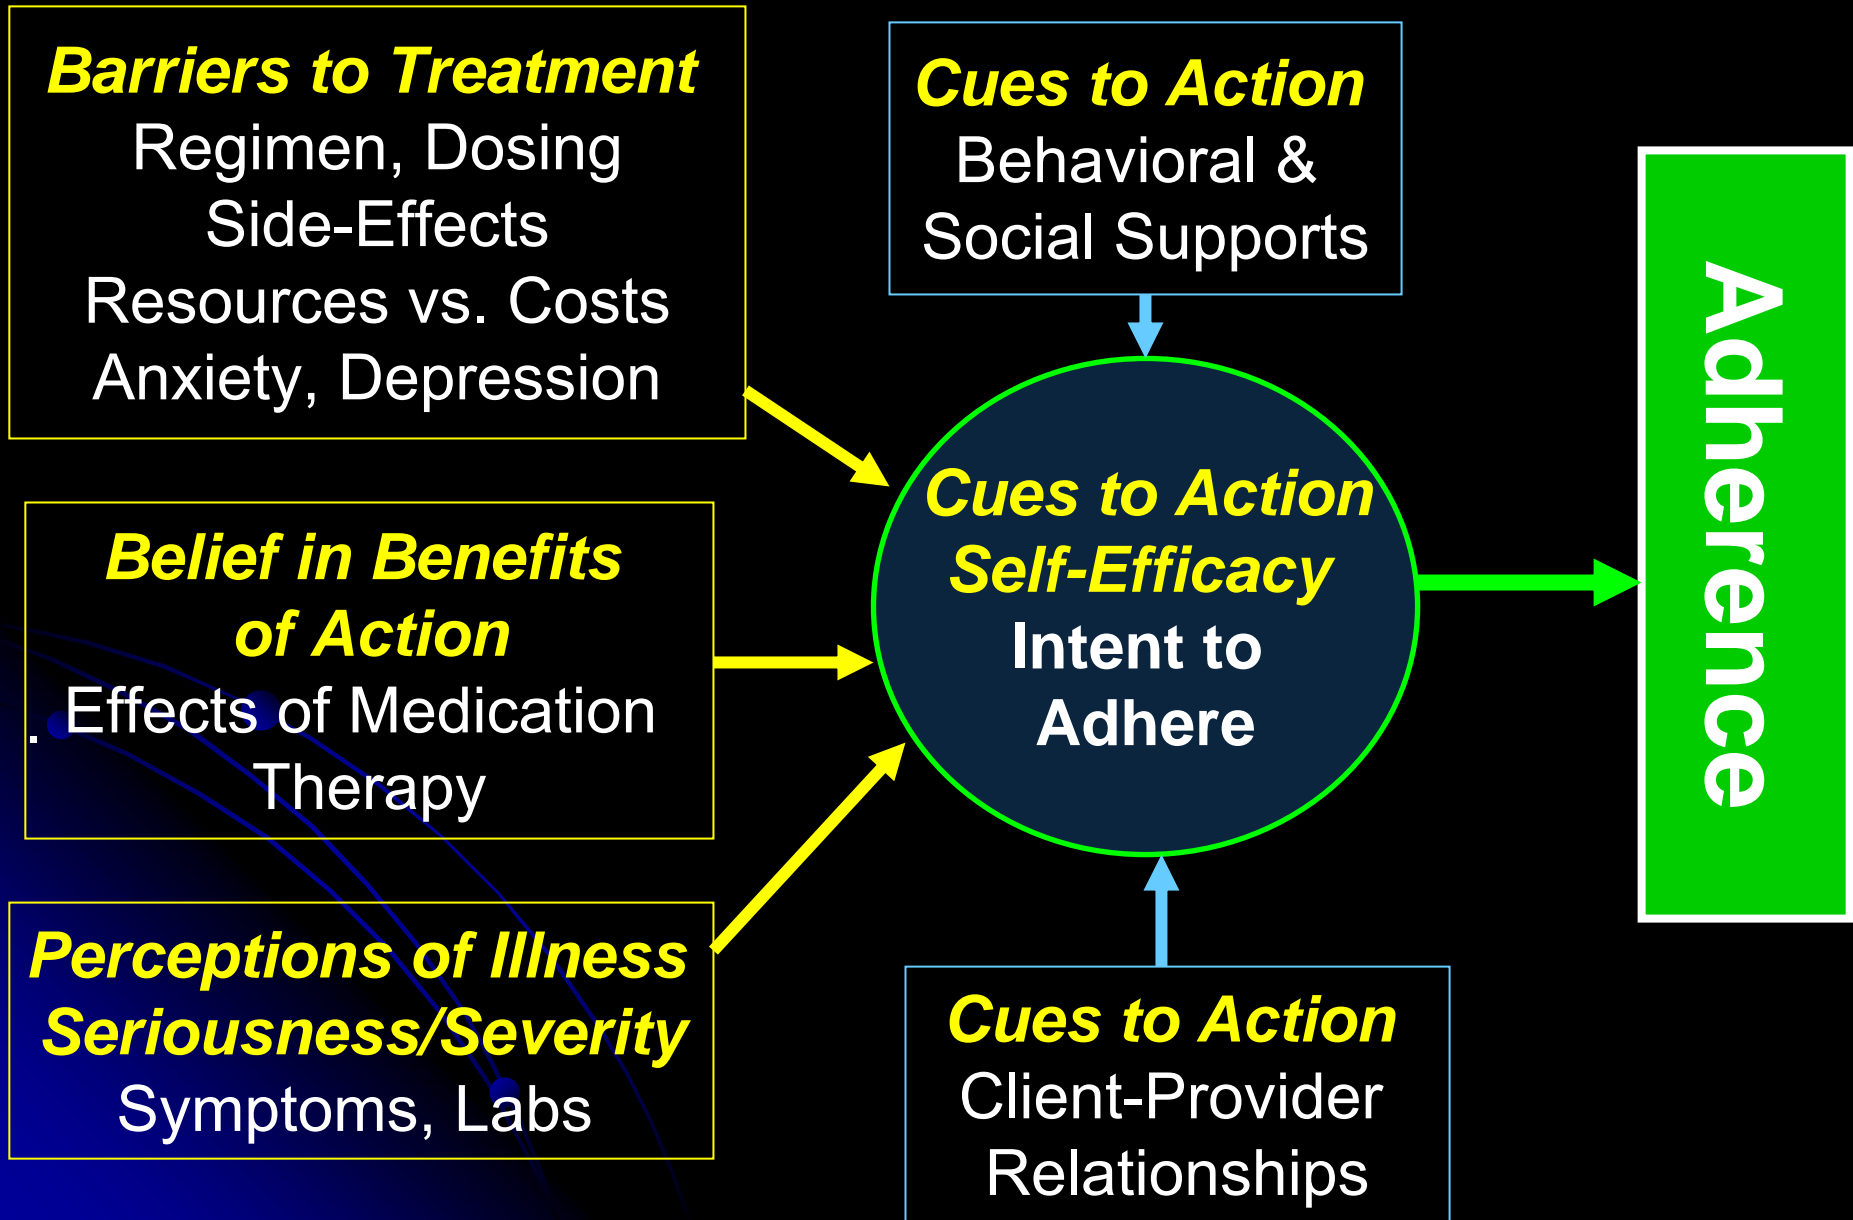 Barriers to Treatment
Regimen, Dosing
Side-Effects
Resources vs. Costs
Anxiety, Depression
Belief in Benefits
of Action
Effects of Medication
Therapy
.
Perceptions of Illness
Seriousness/Severity
Symptoms, Labs
Cues to Action
Behavioral &
Social Supports
Cues to Action
Self-Efficacy
Intent to
Adhere
Cues to Action
Client-Provider
Relationships
Adherence